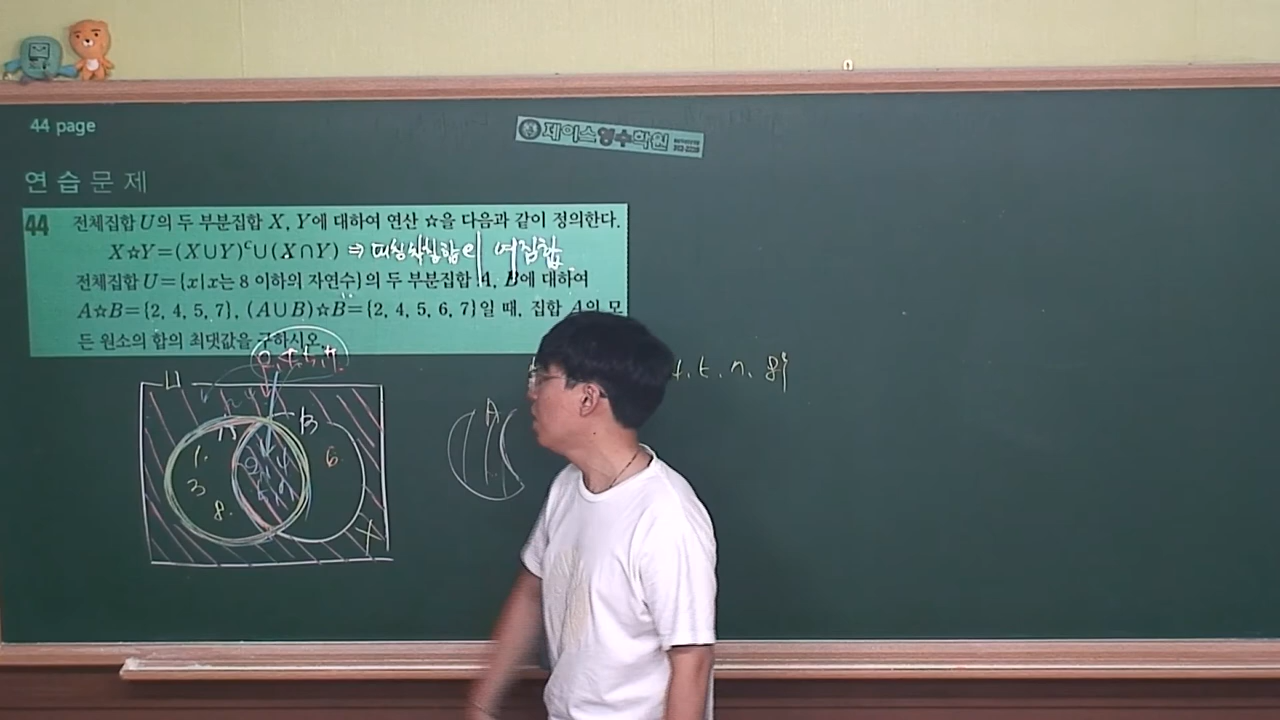 44 page
제이스영수학원
연 습 문 제
44 전체집합 U의 두 부분집합 X, Y에 대하여 연산 ☆을 다음과 같이 정의한다.
X☆Y=(X∪Y)ᶜ∪(X∩Y) ⇒ 대칭차집합의 여집합
전체집합 U={x|x는 8 이하의 자연수}의 두 부분집합 A, B에 대하여
A☆B={2, 4, 5, 7}, (A∪B)☆B={2, 4, 5, 6, 7}일 때, 집합 A의 모
든 원소의 합의 최댓값을 구하시오.
U
A B
1. 2 4 6.
3 5 7
8. X
A